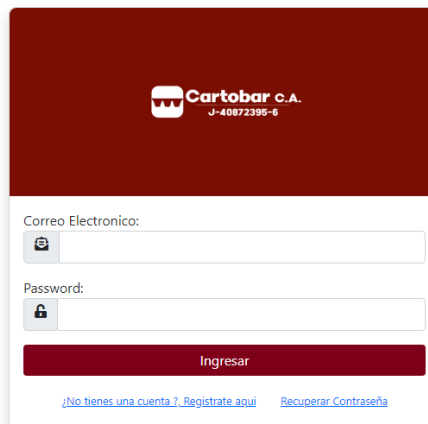 Cartobar C.A.
J-40872395-6
Correo Electronico:
Password:
Ingresar
¿No tienes una cuenta ?, Registrate aqui Recuperar Contraseña